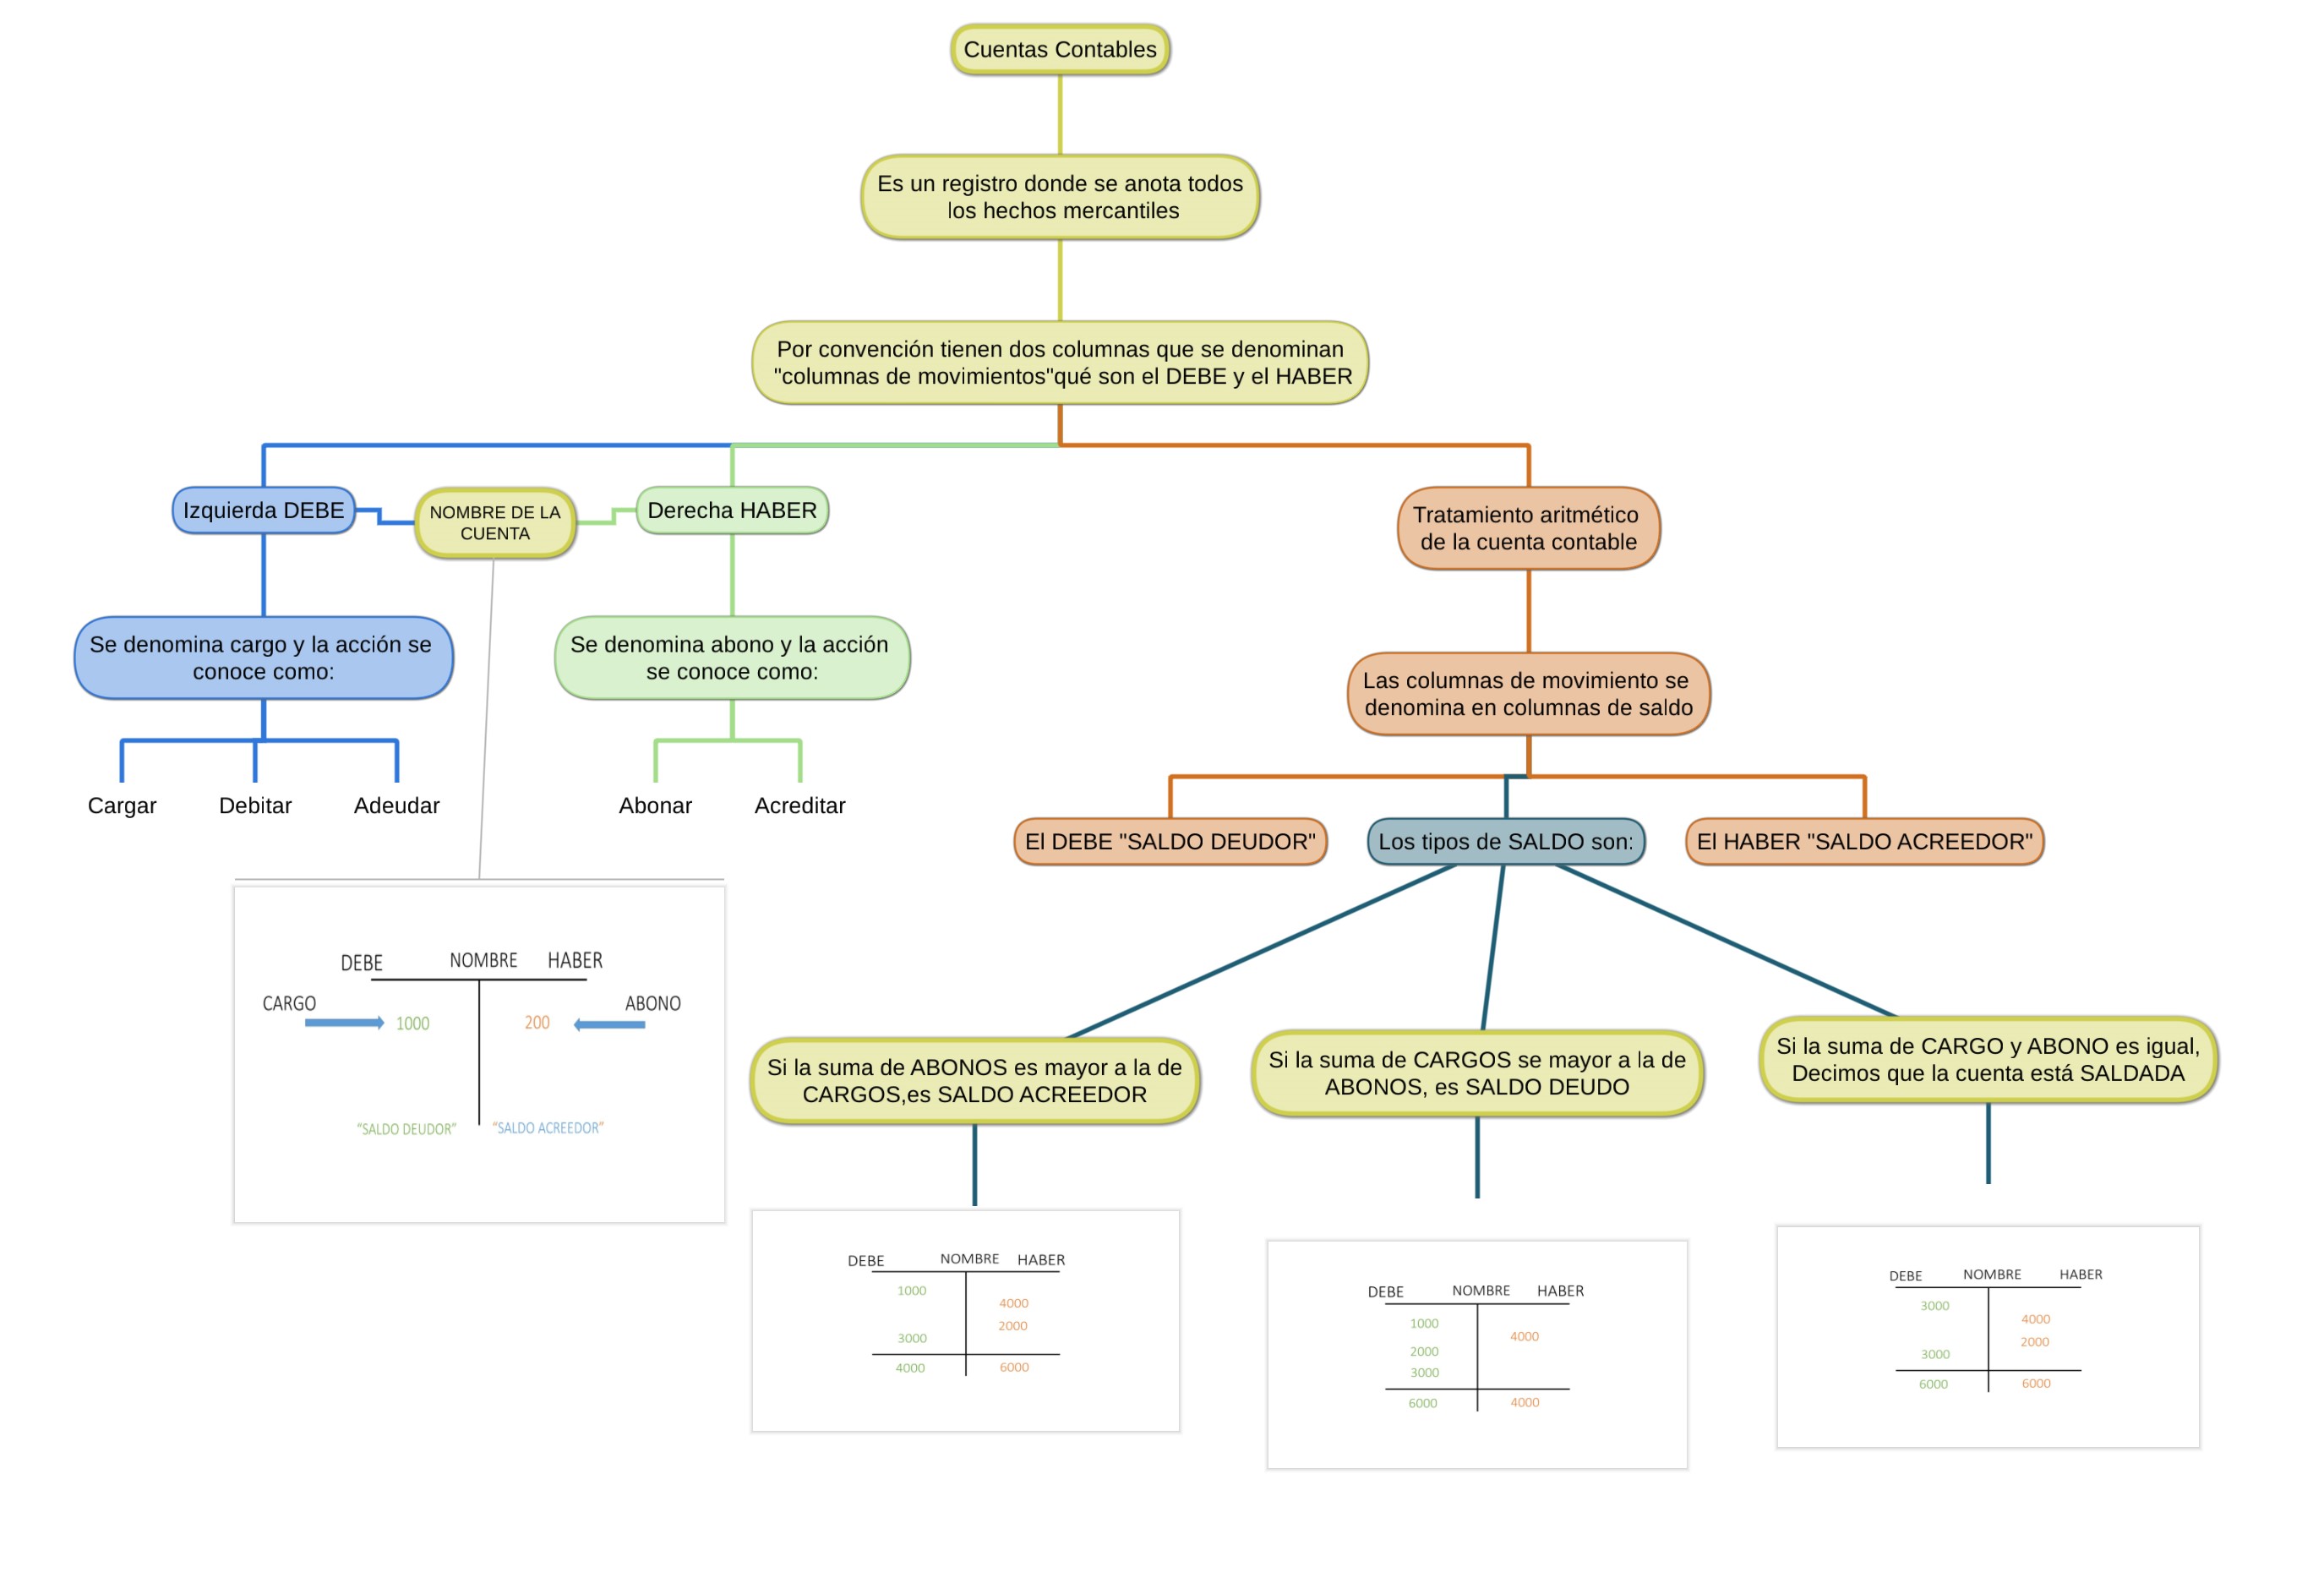 Cuentas Contables
Es un registro donde se anota todos
los hechos mercantiles
Por convención tienen dos columnas que se denominan
"columnas de movimientos"qué son el DEBE y el HABER
Izquierda DEBE
NOMBRE DE LA
CUENTA
Derecha HABER
Tratamiento aritmético
de la cuenta contable
Se denomina cargo y la acción se
conoce como:
Se denomina abono y la acción
se conoce como:
Las columnas de movimiento se
denomina en columnas de saldo
Cargar
Debitar
Adeudar
Abonar
Acreditar
El DEBE "SALDO DEUDOR"
Los tipos de SALDO son:
El HABER "SALDO ACREEDOR"
DEBE NOMBRE HABER
CARGO ABONO
1000 200
“SALDO DEUDOR” “SALDO ACREEDOR”
Si la suma de ABONOS es mayor a la de
CARGOS,es SALDO ACREEDOR
Si la suma de CARGOS se mayor a la de
ABONOS, es SALDO DEUDO
Si la suma de CARGO y ABONO es igual,
Decimos que la cuenta está SALDADA
DEBE NOMBRE HABER
1000
4000
2000
3000
4000 6000
DEBE NOMBRE HABER
1000
4000
2000
3000
6000 4000
DEBE NOMBRE HABER
3000
4000
2000
3000
6000 6000